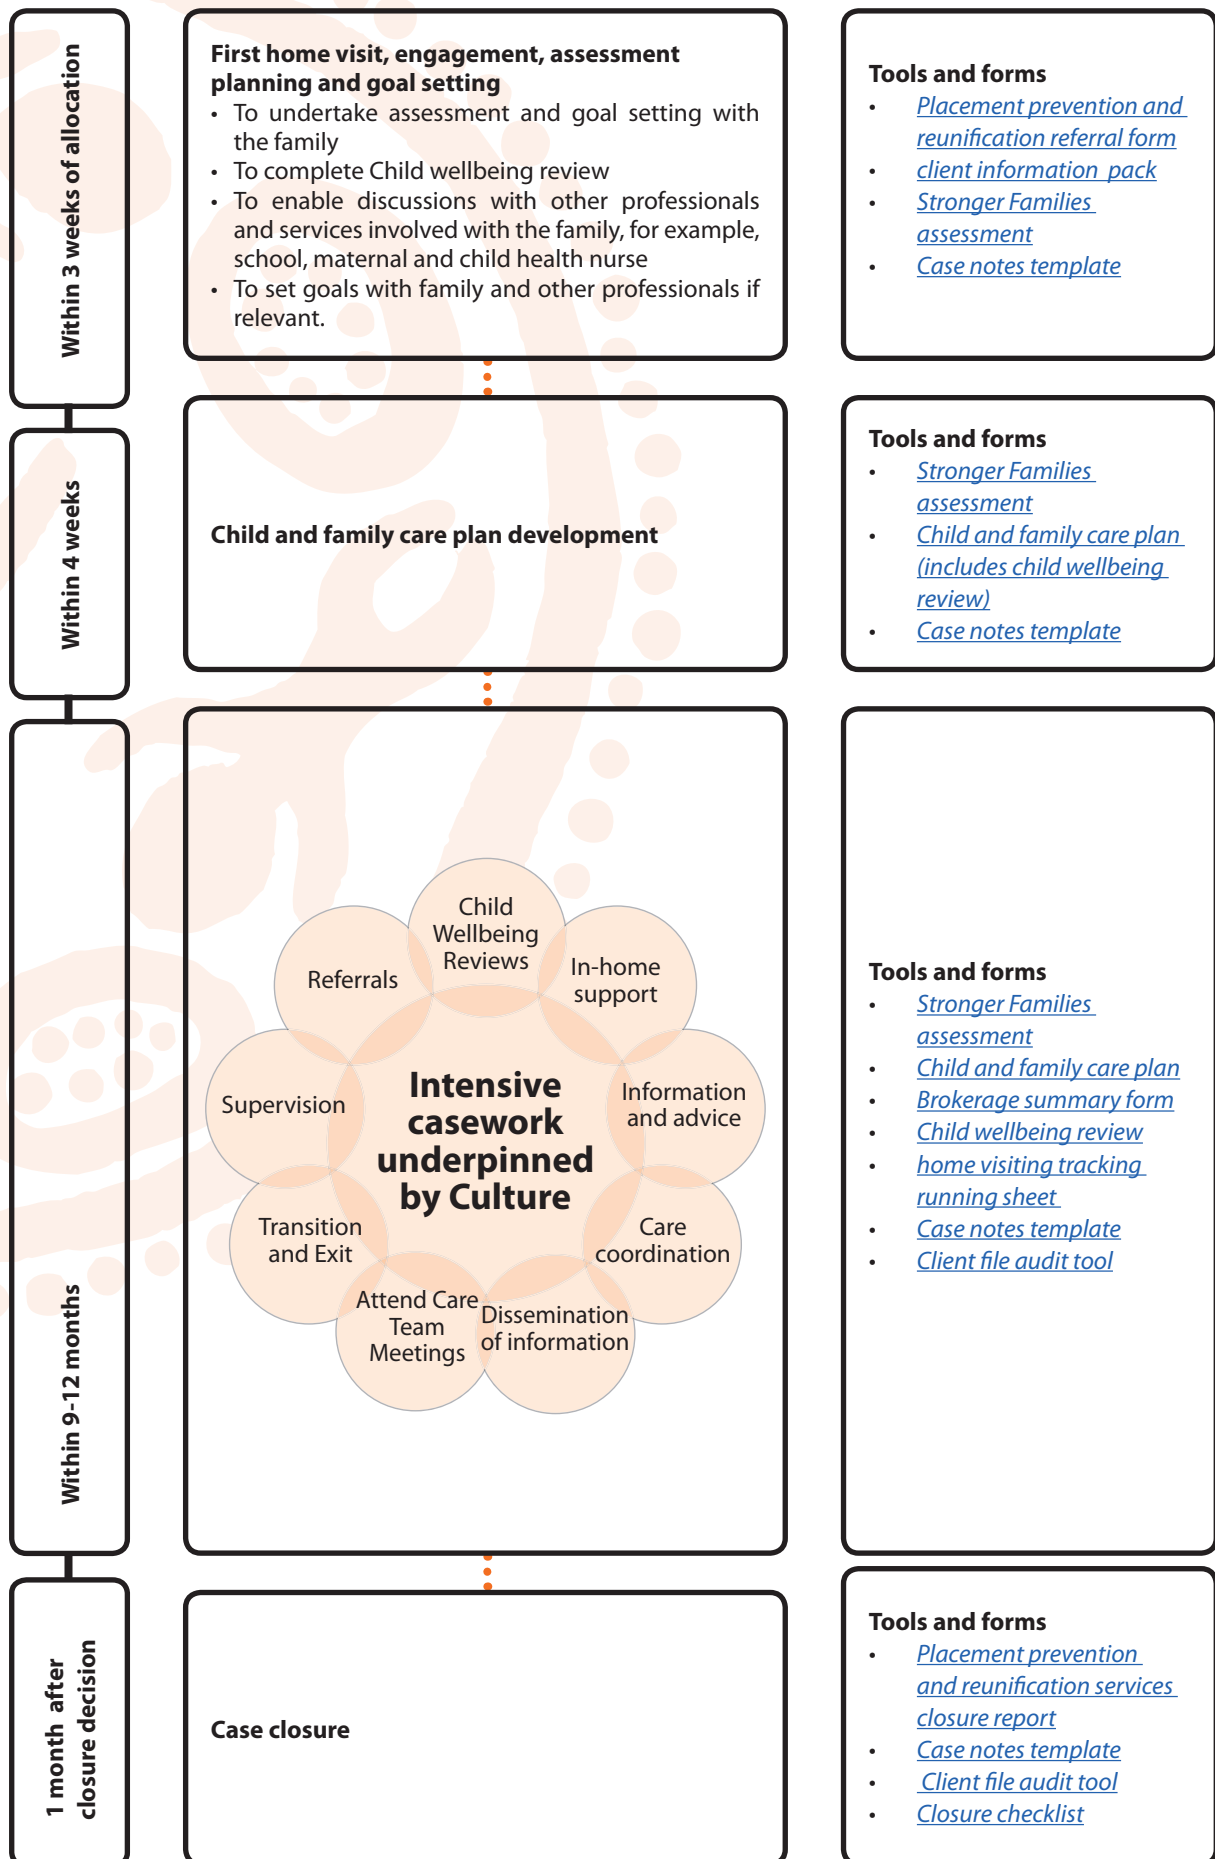 Within 3 weeks of allocation
First home visit, engagement, assessment
planning and goal setting
• To undertake assessment and goal setting with
the family
• To complete Child wellbeing review
• To enable discussions with other professionals
and services involved with the family, for example,
school, maternal and child health nurse
• To set goals with family and other professionals if
relevant.
Tools and forms
• Placement prevention and
reunification referral form
• client information pack
• Stronger Families
assessment
• Case notes template
Within 4 weeks
Child and family care plan development
Tools and forms
• Stronger Families
assessment
• Child and family care plan
(includes child wellbeing
review)
• Case notes template
Within 9-12 months
Child
Wellbeing
Reviews
In-home
support
Information
and advice
Care
coordination
Dissemination
of information
Attend Care
Team
Meetings
Transition
and Exit
Supervision
Referrals
Intensive
casework
underpinned
by Culture
Tools and forms
• Stronger Families
assessment
• Child and family care plan
• Brokerage summary form
• Child wellbeing review
• home visiting tracking
running sheet
• Case notes template
• Client file audit tool
1 month after
closure decision
Case closure
Tools and forms
• Placement prevention
and reunification services
closure report
• Case notes template
• Client file audit tool
• Closure checklist